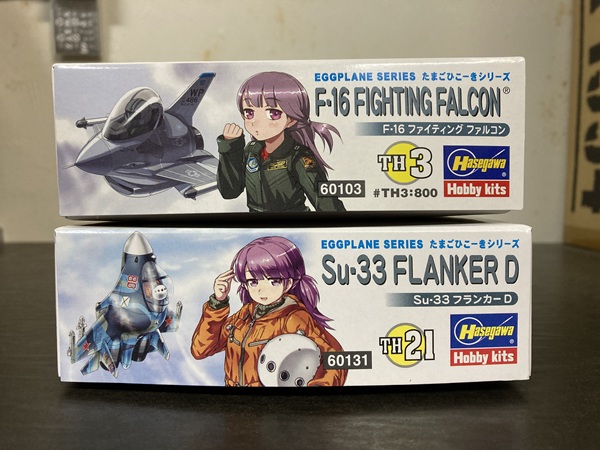 EGGPLANE SERIES たまごひこーきシリーズ
F-16 FIGHTING FALCON®
F-16 ファイティング ファルコン
WP
TH3
Hasegawa
60103
#TH3:800
Hobby kits
EGGPLANE SERIES たまごひこーきシリーズ
Su-33 FLANKER D
Su-33 フランカー D
TH21
Hasegawa
60131
Hobby kits